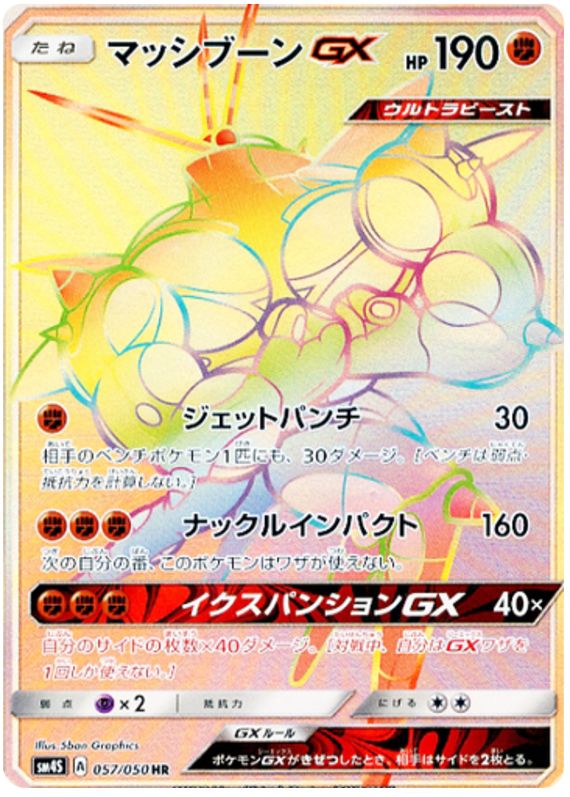 たね マッシブーンGX HP 190
ウルトラビースト
ジェットパンチ 30
相手のベンチポケモン1匹にも、30ダメージ。[ベンチは弱点・
抵抗力を計算しない。]
ナックルインパクト 160
次の自分の番、このポケモンはワザが使えない。
イクスパンションGX 40×
自分のサイドの枚数×40ダメージ。[対戦中、自分はGXワザを
1回しか使えない。]
弱点 ×2 抵抗力 にげる
Illus. 5ban Graphics GXルール
SM4S A 057/050 HR ポケモンGXがきぜつしたとき、相手はサイドを2枚とる。